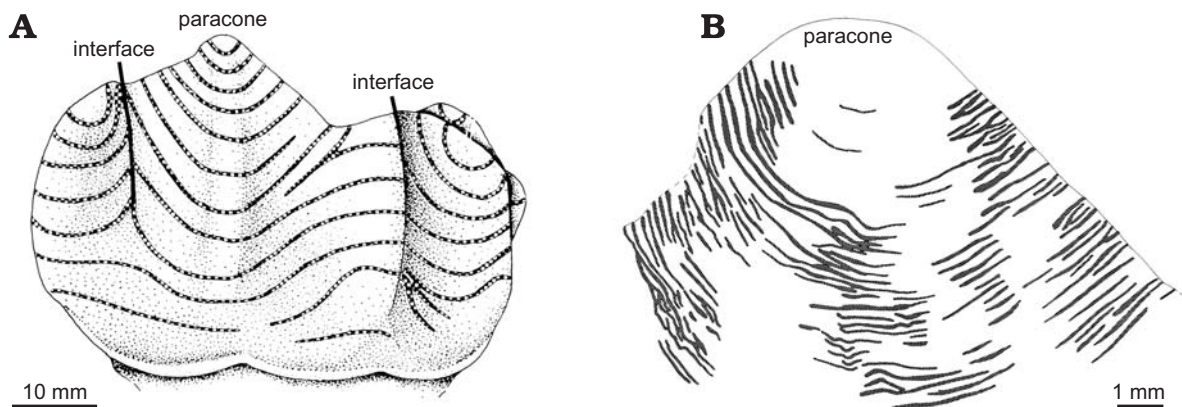 A
paracone
interface
interface
10 mm
B
paracone
1 mm